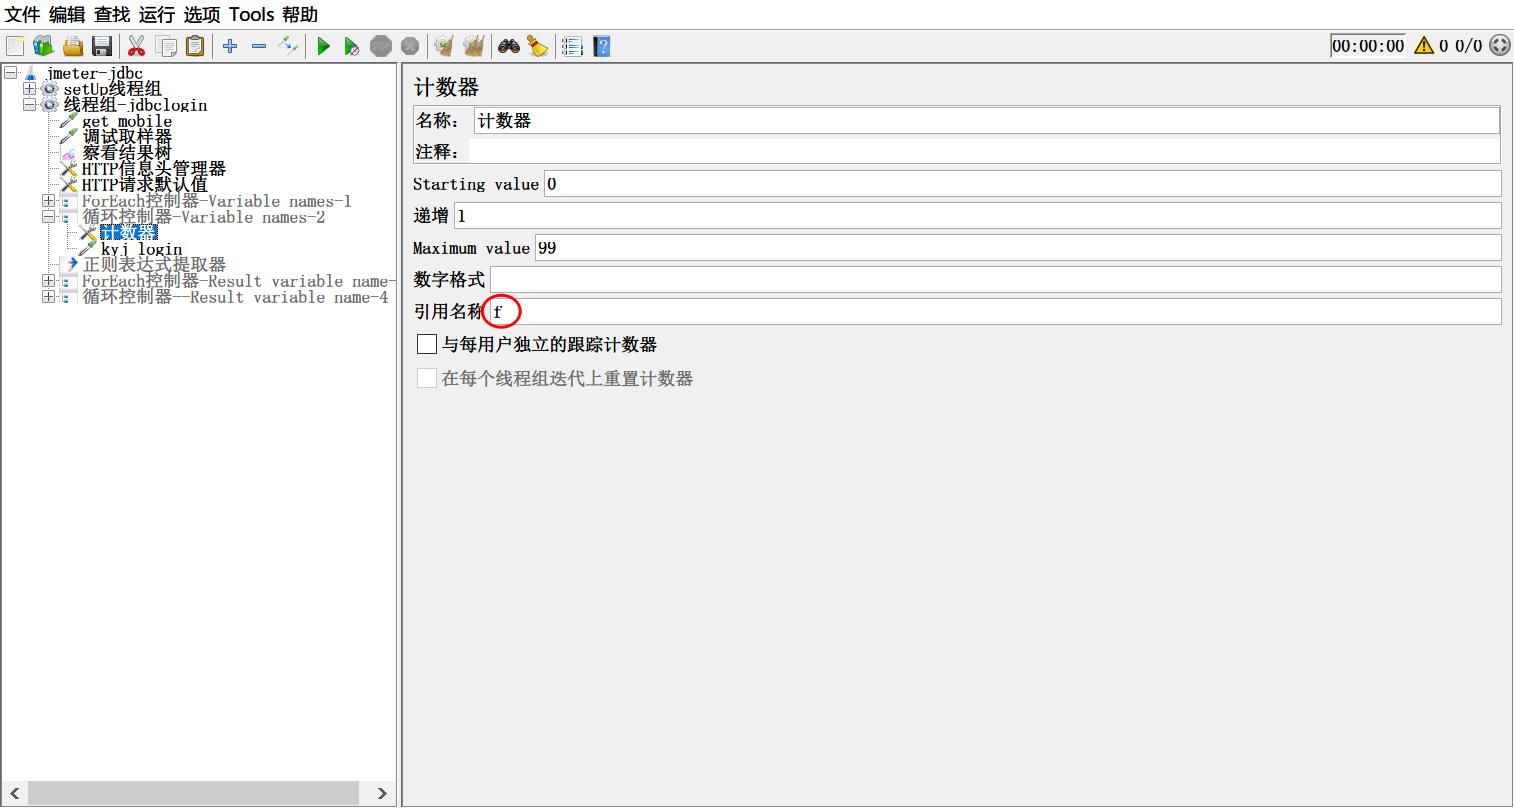 文件 编辑 查找 运行 选项 Tools 帮助
STOP
00:00:00 0 0/0
jmeter-jdbc
setUp线程组
线程组-jdbclogin
get mobile
调试取样器
察看结果树
HTTP信息头管理器
HTTP请求默认值
ForEach控制器-Variable names-1
循环控制器-Variable names-2
计数器
kyj login
正则表达式提取器
ForEach控制器-Result variable name-
循环控制器--Result variable name-4
计数器
名称： 计数器
注释：
Starting value 0
递增 1
Maximum value 99
数字格式
引用名称 f
与每用户独立的跟踪计数器
在每个线程组迭代上重置计数器